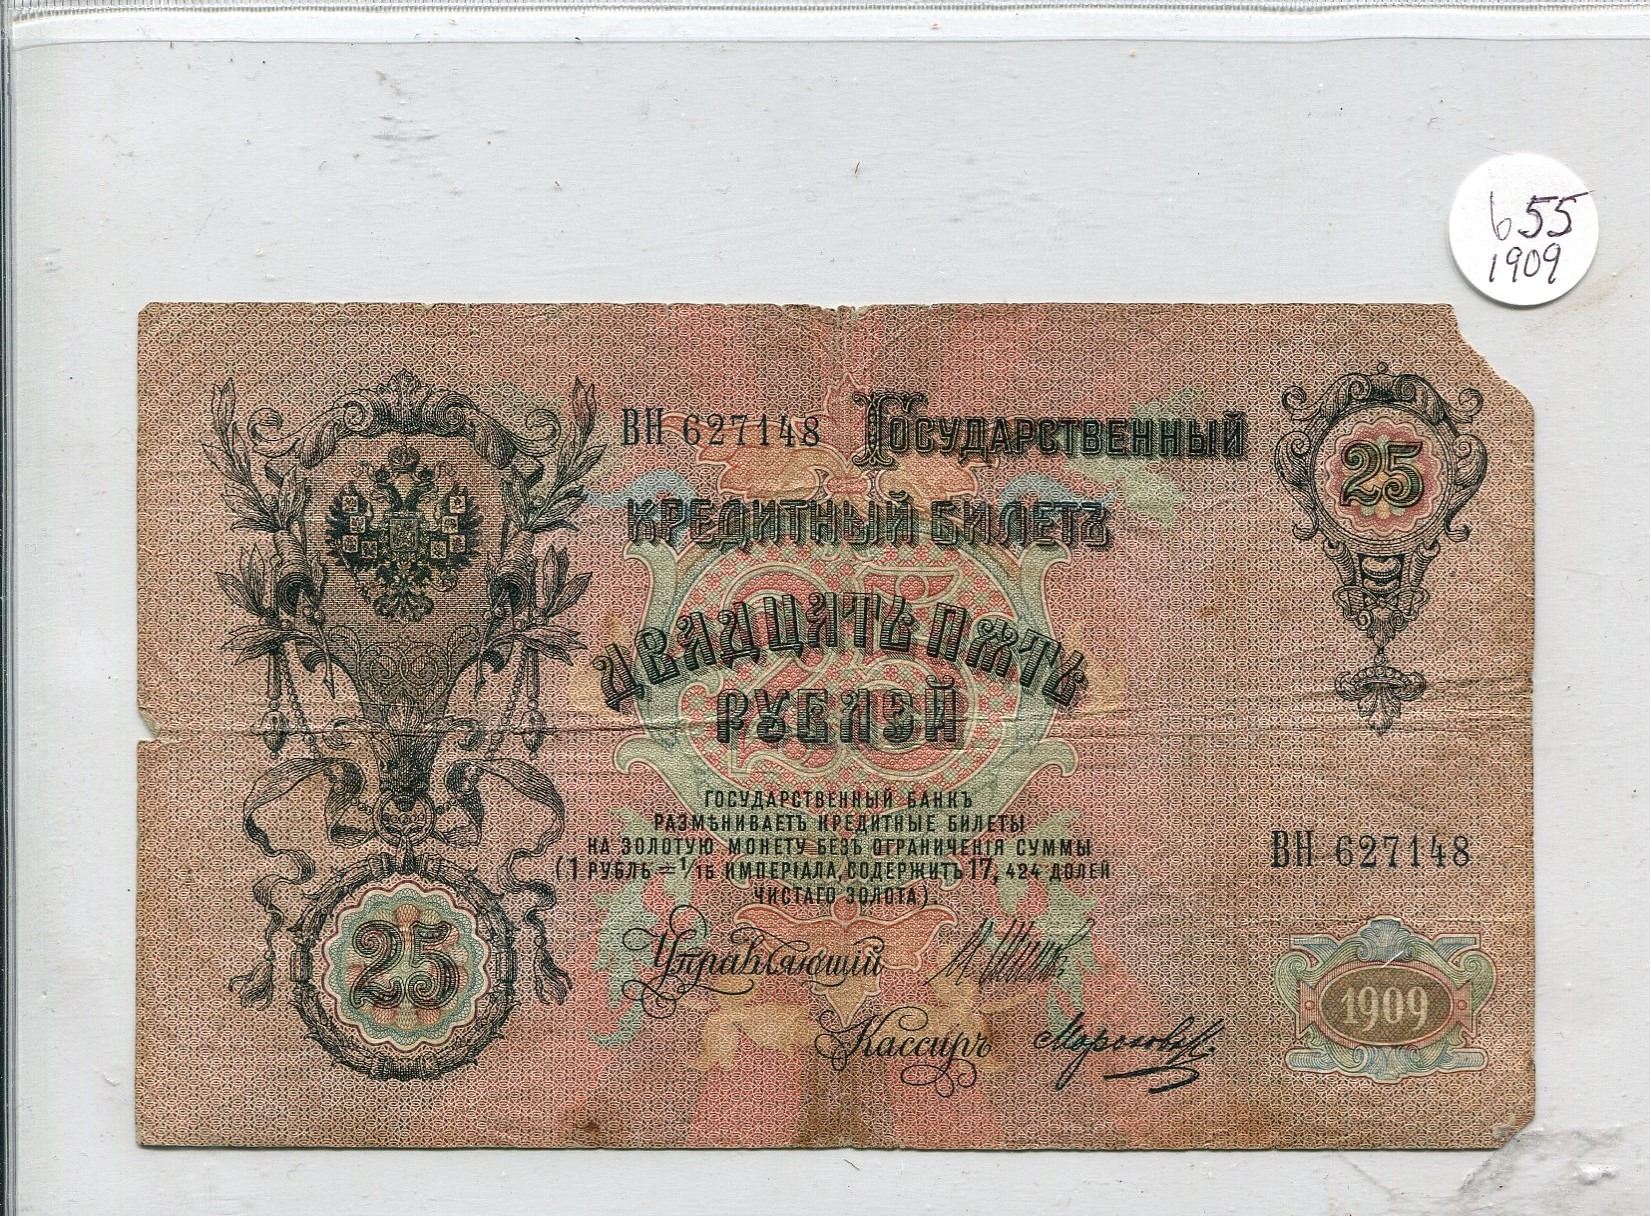 655
1909
ВН 627148 Государственный
25
КРЕДИТНЫЙ БИЛЕТЪ
ДВАДЦАТЬ ПЯТЬ
РУБЛЕЙ
ГОСУДАРСТВЕННЫЙ БАНКЪ
РАЗМѢНИВАЕТЪ КРЕДИТНЫЕ БИЛЕТЫ
НА ЗОЛОТУЮ МОНЕТУ БЕЗЪ ОГРАНИЧЕНІЯ СУММЫ
(1 РУБЛЬ = 1/15 ИМПЕРІАЛА, СОДЕРЖИТЪ 17, 424 ДОЛЕЙ
ЧИСТАГО ЗОЛОТА).
ВН 627148
25
25
Управляющій
1909
Кассиръ